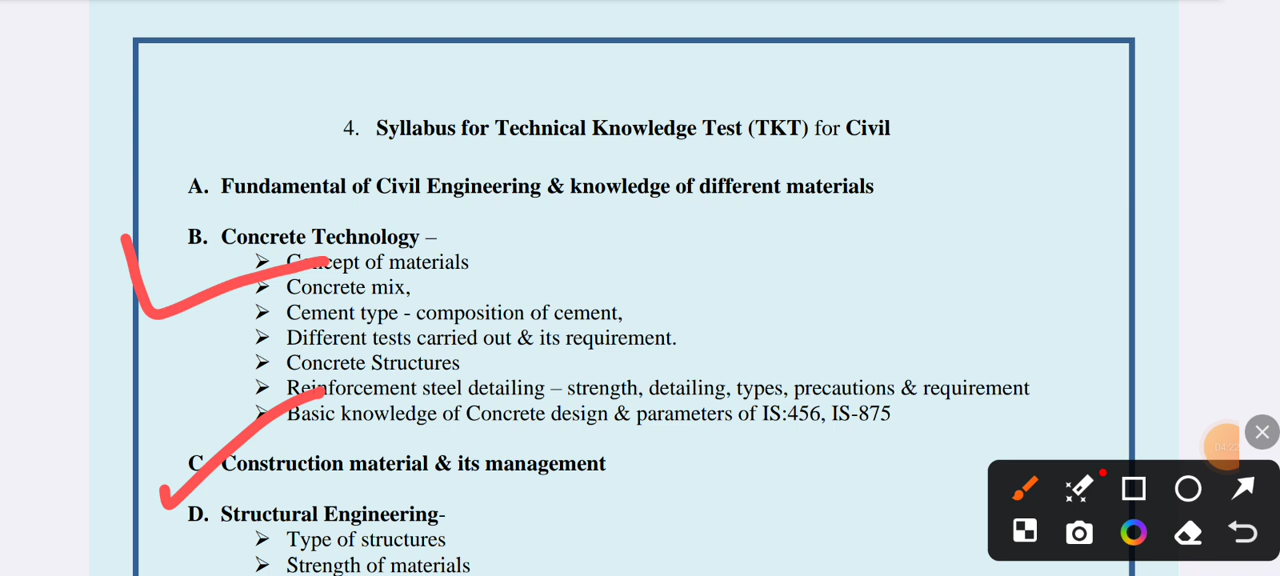 4. Syllabus for Technical Knowledge Test (TKT) for Civil
A. Fundamental of Civil Engineering & knowledge of different materials
B. Concrete Technology –
➢ Concept of materials
➢ Concrete mix,
➢ Cement type - composition of cement,
➢ Different tests carried out & its requirement.
➢ Concrete Structures
➢ Reinforcement steel detailing – strength, detailing, types, precautions & requirement
➢ Basic knowledge of Concrete design & parameters of IS:456, IS-875
C. Construction material & its management
D. Structural Engineering-
➢ Type of structures
➢ Strength of materials